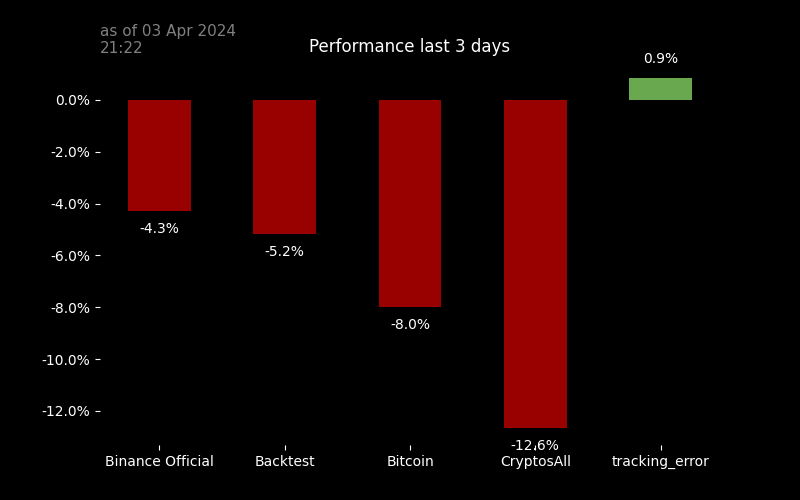 as of 03 Apr 2024
21:22
Performance last 3 days
0.9%
0.0%
-2.0%
-4.0%
-6.0%
-8.0%
-10.0%
-12.0%
-4.3%
-5.2%
-8.0%
-12.6%
Binance Official
Backtest
Bitcoin
CryptosAll
tracking_error